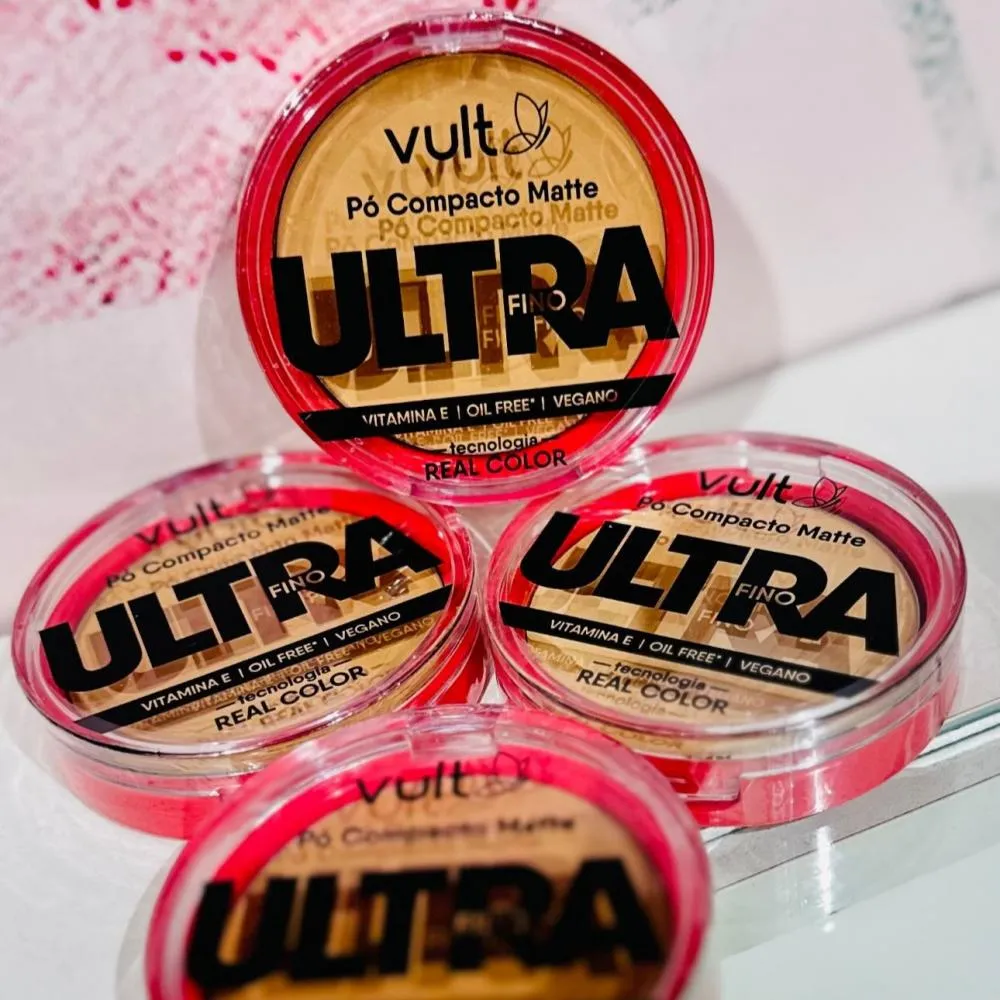 vult
Pó Compacto Matte
ULTRA
FINO
VITAMINA E | OIL FREE* | VEGANO
tecnologia
REAL COLOR
vult
Pó Compacto Matte
ULTRA
FINO
VITAMINA E | OIL FREE* | VEGANO
tecnologia
REAL COLOR
vult
Pó Compacto Matte
ULTRA
FINO
VITAMINA E | OIL FREE* | VEGANO
tecnologia
REAL COLOR
vult
Pó Compacto Matte
ULTRA